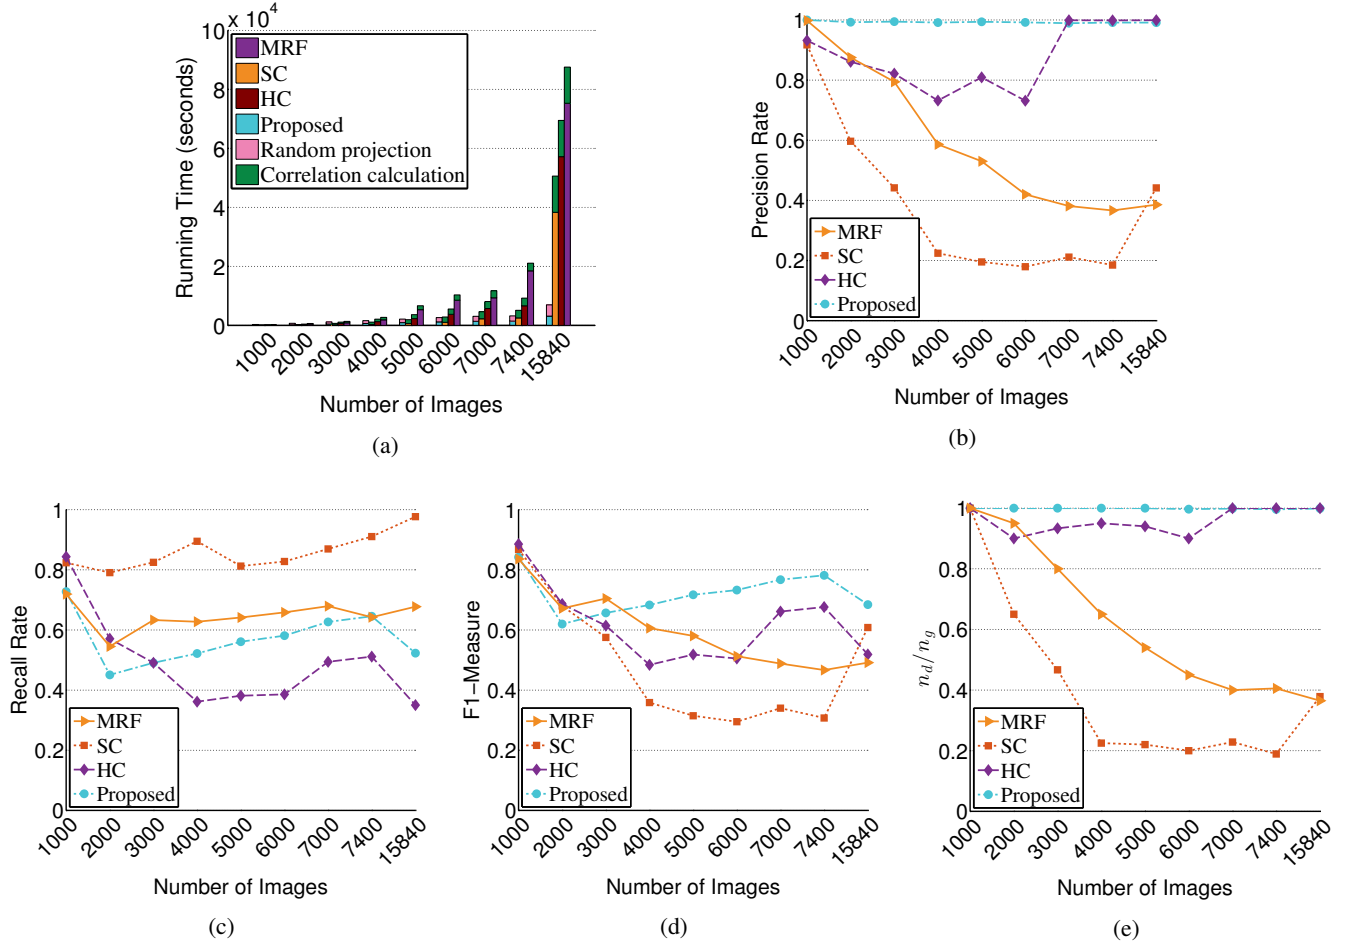 x 10^4
10
8
6
4
2
0
Running Time (seconds)
MRF
SC
HC
Proposed
Random projection
Correlation calculation
1000
2000
3000
4000
5000
6000
7000
7400
15840
Number of Images
(a)
1
0.8
0.6
0.4
0.2
0
Precision Rate
MRF
SC
HC
Proposed
1000
2000
3000
4000
5000
6000
7000
7400
15840
Number of Images
(b)
1
0.8
0.6
0.4
0.2
0
Recall Rate
MRF
SC
HC
Proposed
1000
2000
3000
4000
5000
6000
7000
7400
15840
Number of Images
(c)
1
0.8
0.6
0.4
0.2
0
F1-Measure
MRF
SC
HC
Proposed
1000
2000
3000
4000
5000
6000
7000
7400
15840
Number of Images
(d)
1
0.8
0.6
0.4
0.2
0
n_d/n_g
MRF
SC
HC
Proposed
1000
2000
3000
4000
5000
6000
7000
7400
15840
Number of Images
(e)